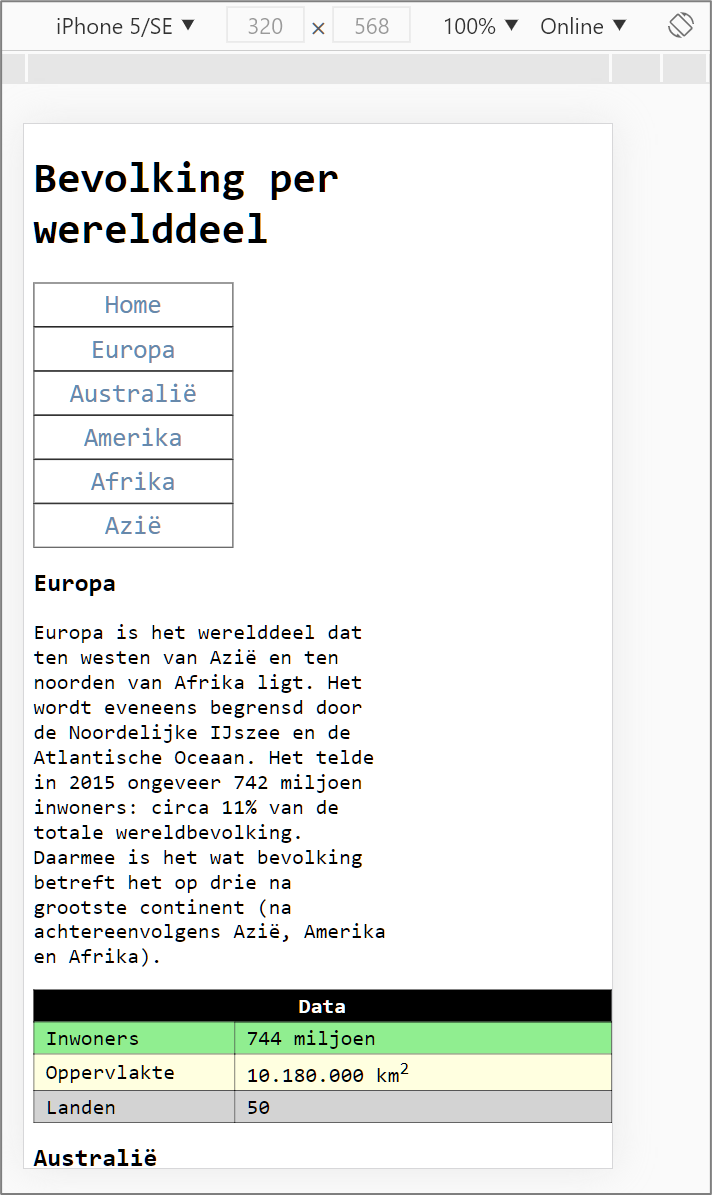 iPhone 5/SE ▼ 320 × 568 100% ▼ Online ▼
Bevolking per
werelddeel
Home
Europa
Australië
Amerika
Afrika
Azië
Europa
Europa is het werelddeel dat
ten westen van Azië en ten
noorden van Afrika ligt. Het
wordt eveneens begrensd door
de Noordelijke IJszee en de
Atlantische Oceaan. Het telde
in 2015 ongeveer 742 miljoen
inwoners: circa 11% van de
totale wereldbevolking.
Daarmee is het wat bevolking
betreft het op drie na
grootste continent (na
achtereenvolgens Azië, Amerika
en Afrika).
Data
Inwoners 744 miljoen
Oppervlakte 10.180.000 km²
Landen 50
Australië